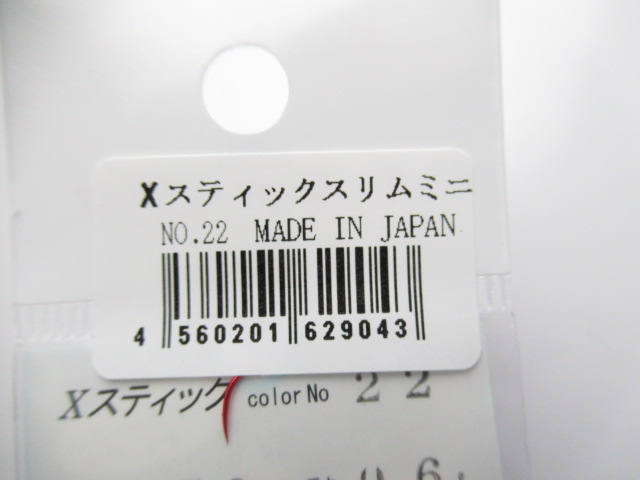 Xスティックスリムミニ
NO.22 MADE IN JAPAN
4 560201 629043
Xスティック color No 22